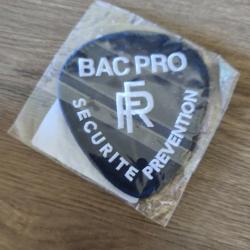 BAC PRO
RF
SECURITE PREVENTION